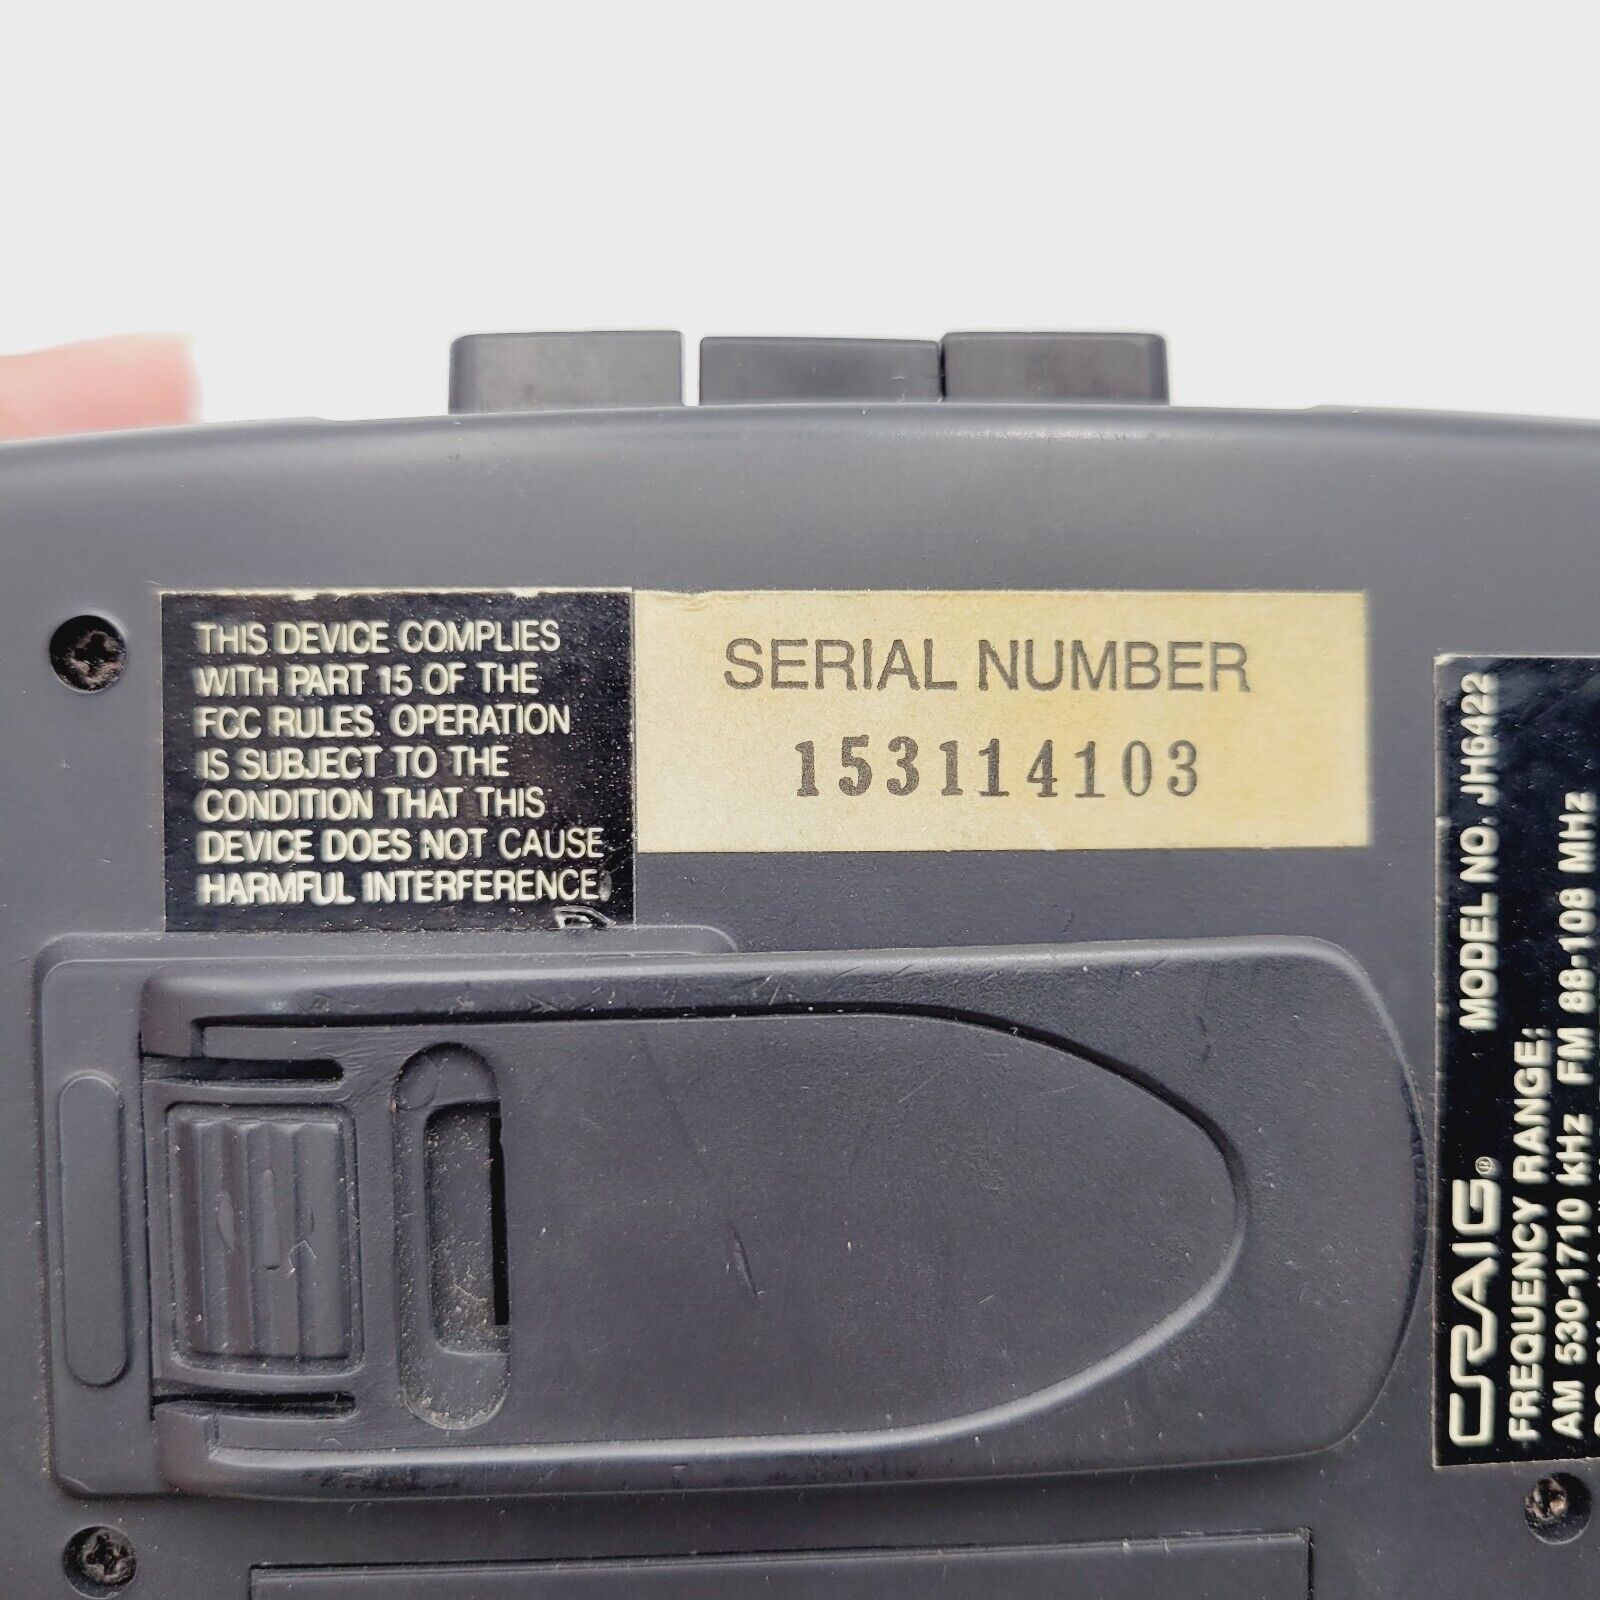 THIS DEVICE COMPLIES
WITH PART 15 OF THE
FCC RULES. OPERATION
IS SUBJECT TO THE
CONDITION THAT THIS
DEVICE DOES NOT CAUSE
HARMFUL INTERFERENCE.
SERIAL NUMBER
153114103
CRAIG® MODEL NO. JH6422
FREQUENCY RANGE:
AM 530-1710 kHz FM 88-108 MHz